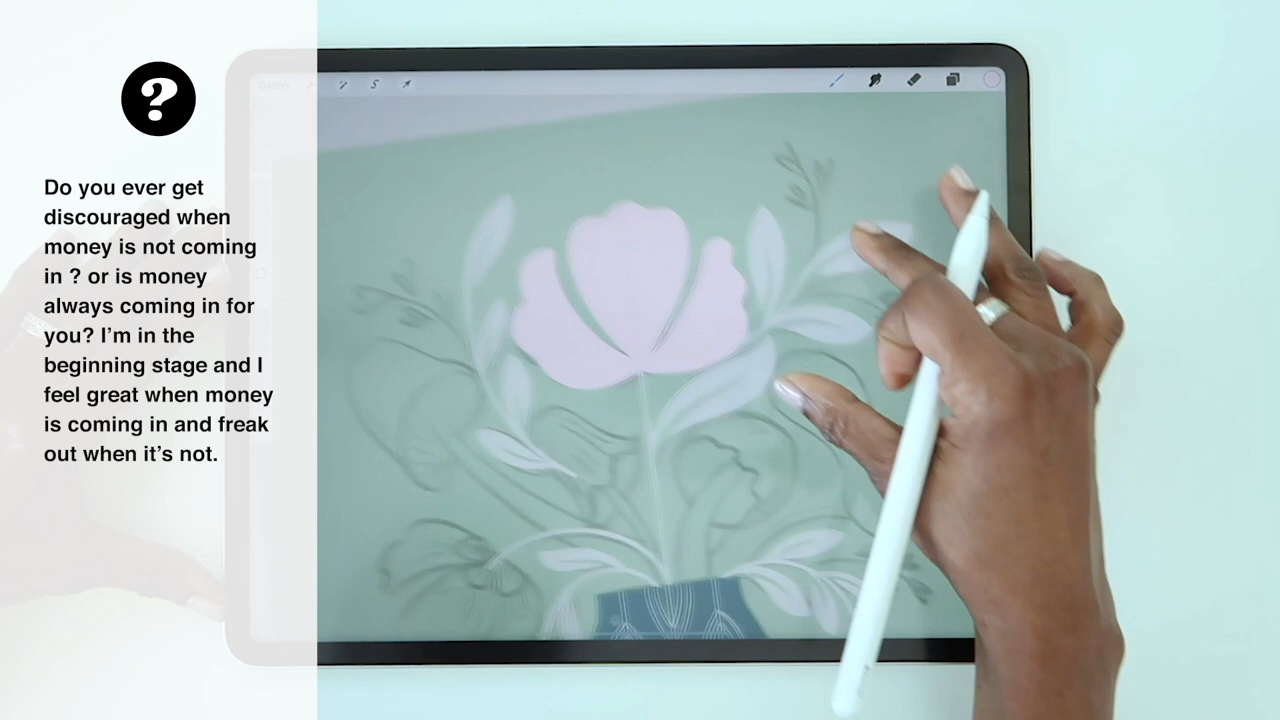 ?
Do you ever get
discouraged when
money is not coming
in ? or is money
always coming in for
you? I’m in the
beginning stage and I
feel great when money
is coming in and freak
out when it’s not.